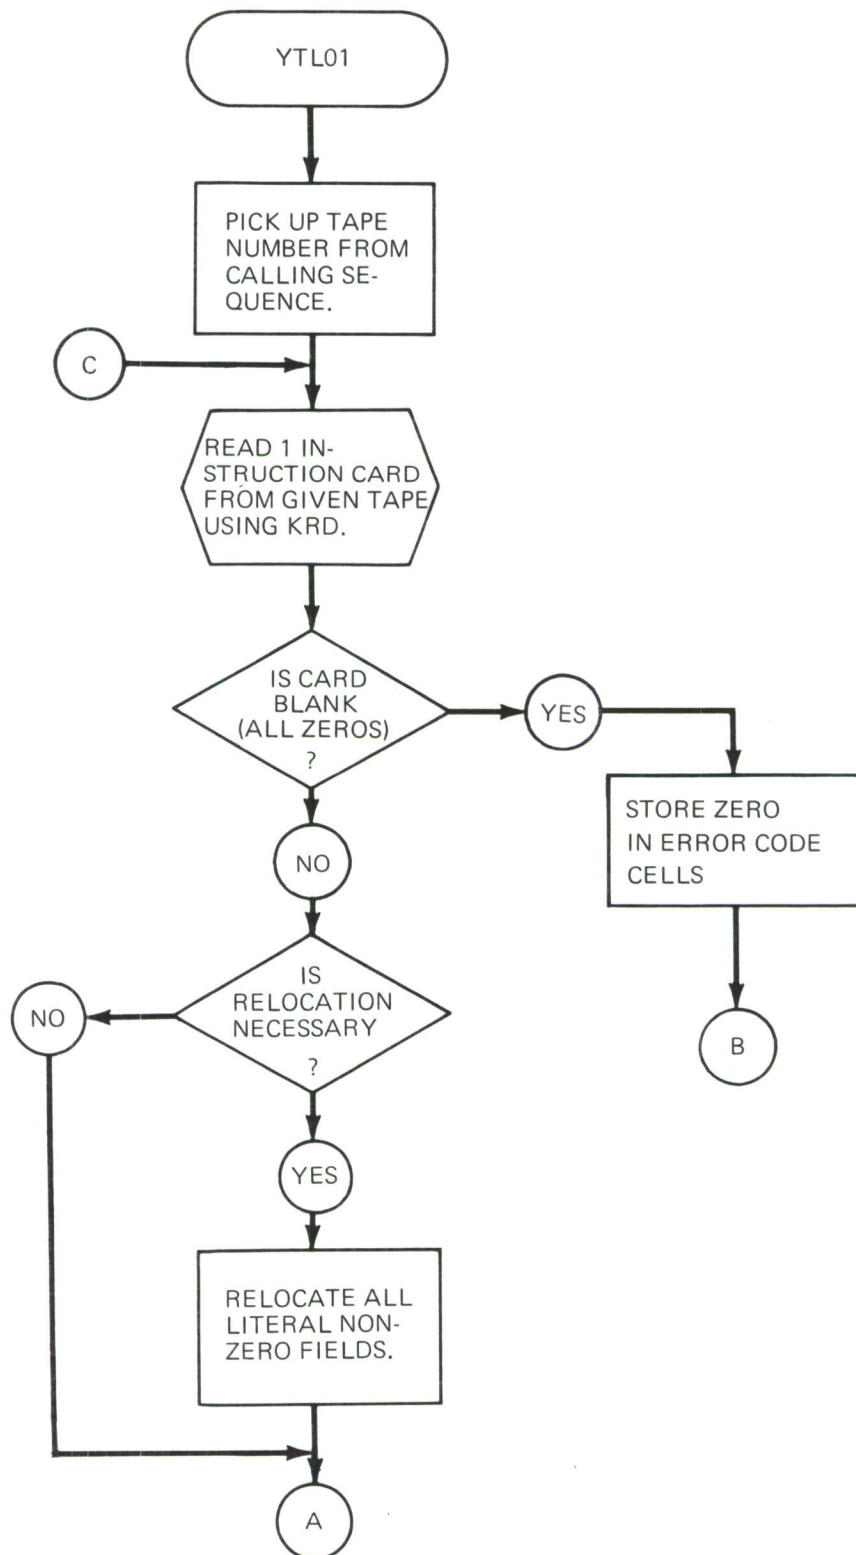 YTL01
PICK UP TAPE
NUMBER FROM
CALLING SE-
QUENCE.
C
READ 1 IN-
STRUCTION CARD
FROM GIVEN TAPE
USING KRD.
IS CARD
BLANK
(ALL ZEROS)
?
YES
STORE ZERO
IN ERROR CODE
CELLS
NO
IS
RELOCATION
NECESSARY
?
NO
B
YES
RELOCATE ALL
LITERAL NON-
ZERO FIELDS.
A